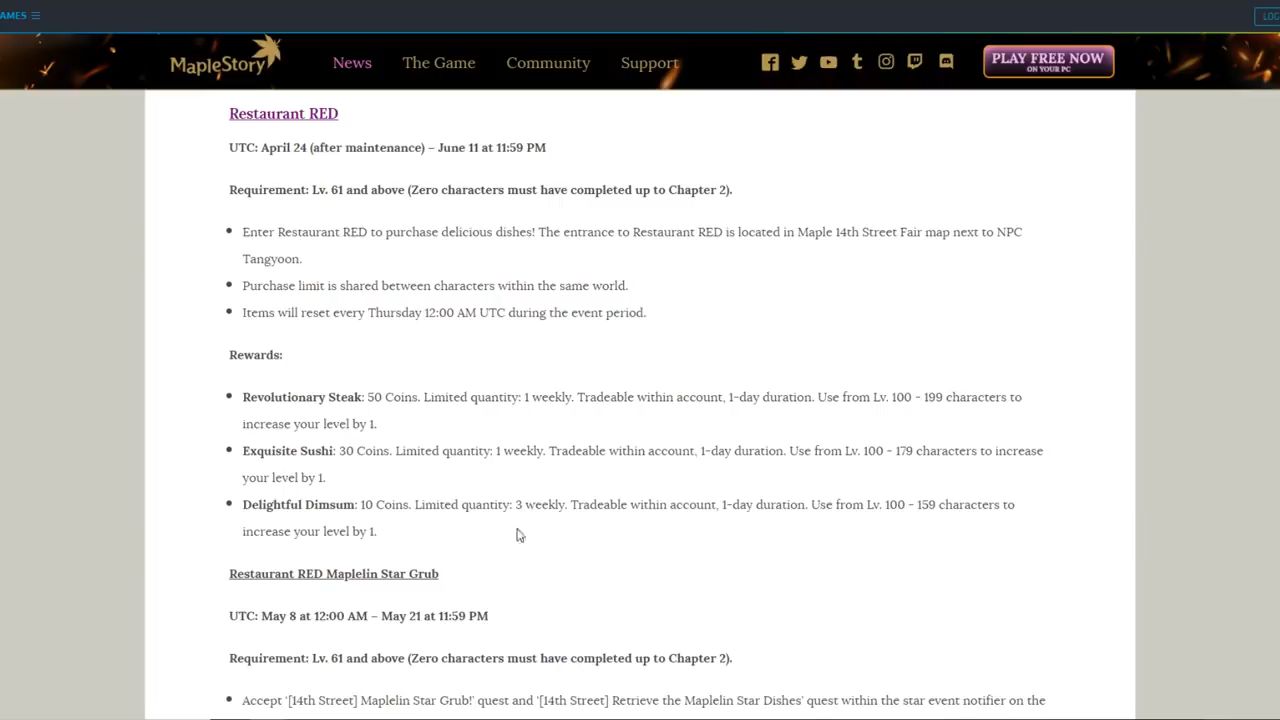 AMES
LOG
MapleStory
News
The Game
Community
Support
PLAY FREE NOW
ON YOUR PC
Restaurant RED
UTC: April 24 (after maintenance) – June 11 at 11:59 PM
Requirement: Lv. 61 and above (Zero characters must have completed up to Chapter 2).
Enter Restaurant RED to purchase delicious dishes! The entrance to Restaurant RED is located in Maple 14th Street Fair map next to NPC
Tangyoon.
Purchase limit is shared between characters within the same world.
Items will reset every Thursday 12:00 AM UTC during the event period.
Rewards:
Revolutionary Steak: 50 Coins. Limited quantity: 1 weekly. Tradeable within account, 1-day duration. Use from Lv. 100 - 199 characters to
increase your level by 1.
Exquisite Sushi: 30 Coins. Limited quantity: 1 weekly. Tradeable within account, 1-day duration. Use from Lv. 100 - 179 characters to increase
your level by 1.
Delightful Dimsum: 10 Coins. Limited quantity: 3 weekly. Tradeable within account, 1-day duration. Use from Lv. 100 - 159 characters to
increase your level by 1.
Restaurant RED Maplelin Star Grub
UTC: May 8 at 12:00 AM – May 21 at 11:59 PM
Requirement: Lv. 61 and above (Zero characters must have completed up to Chapter 2).
Accept '[14th Street] Maplelin Star Grub!' quest and '[14th Street] Retrieve the Maplelin Star Dishes' quest within the star event notifier on the